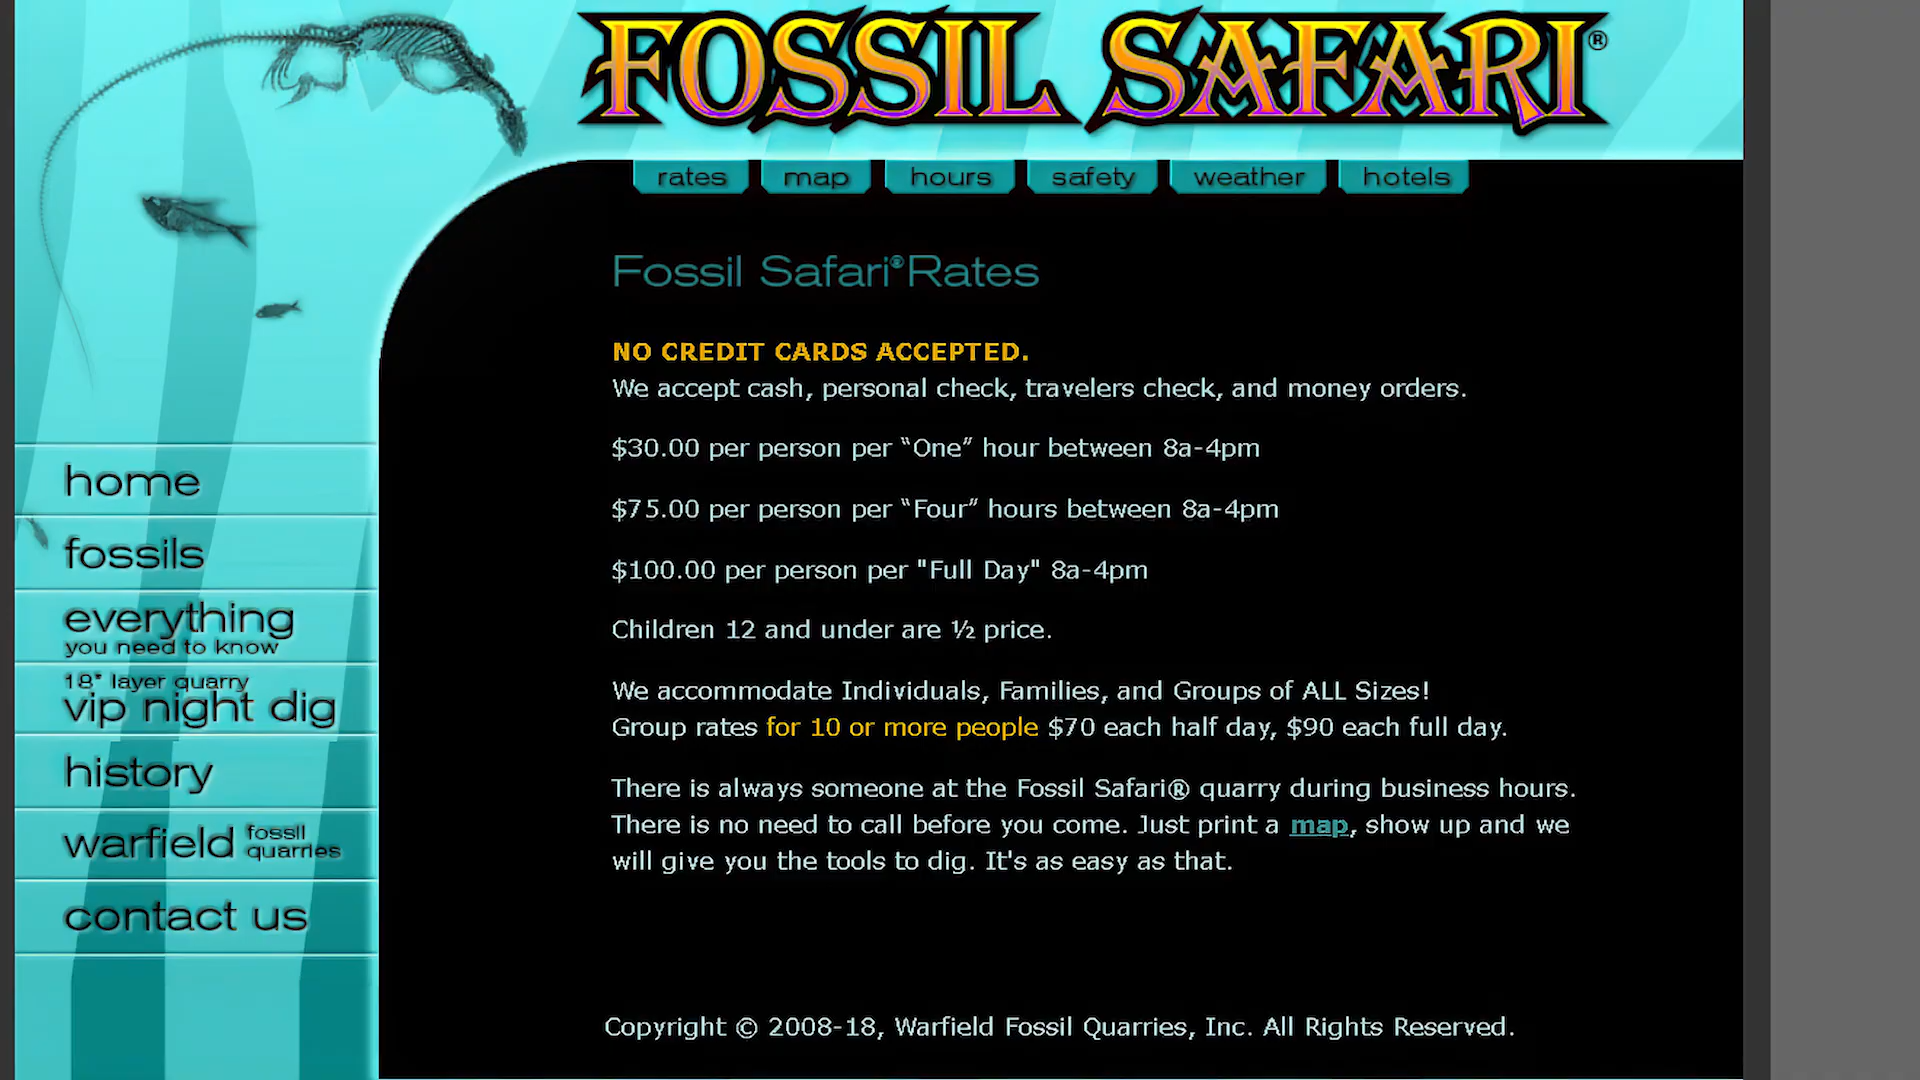 FOSSIL SAFARI®
rates map hours safety weather hotels
Fossil Safari® Rates
NO CREDIT CARDS ACCEPTED.
We accept cash, personal check, travelers check, and money orders.
$30.00 per person per “One” hour between 8a-4pm
$75.00 per person per “Four” hours between 8a-4pm
$100.00 per person per "Full Day" 8a-4pm
Children 12 and under are ½ price.
We accommodate Individuals, Families, and Groups of ALL Sizes!
Group rates for 10 or more people $70 each half day, $90 each full day.
There is always someone at the Fossil Safari® quarry during business hours.
There is no need to call before you come. Just print a map, show up and we
will give you the tools to dig. It's as easy as that.
home
fossils
everything
you need to know
18" layer quarry
vip night dig
history
warfield fossil
quarries
contact us
Copyright © 2008-18, Warfield Fossil Quarries, Inc. All Rights Reserved.